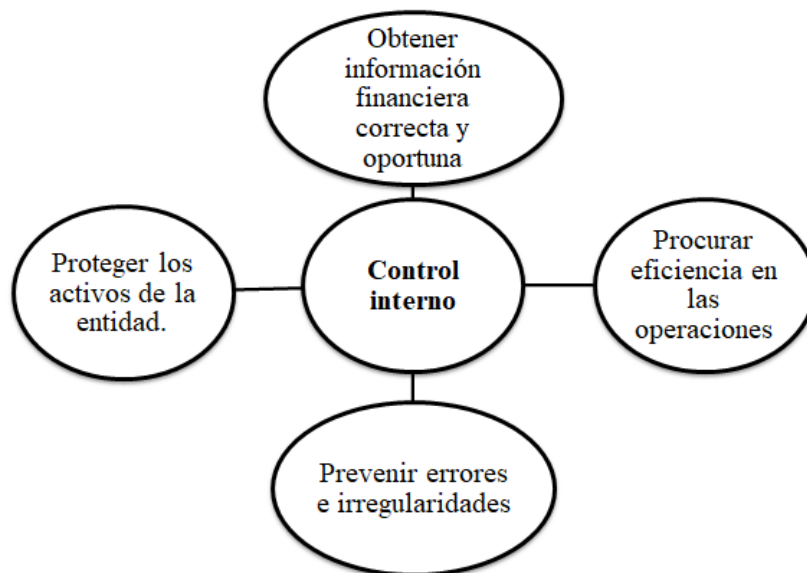 Obtener
información
financiera
correcta y
oportuna
Proteger los
activos de la
entidad.
Control
interno
Procurar
eficiencia en
las
operaciones
Prevenir errores
e irregularidades